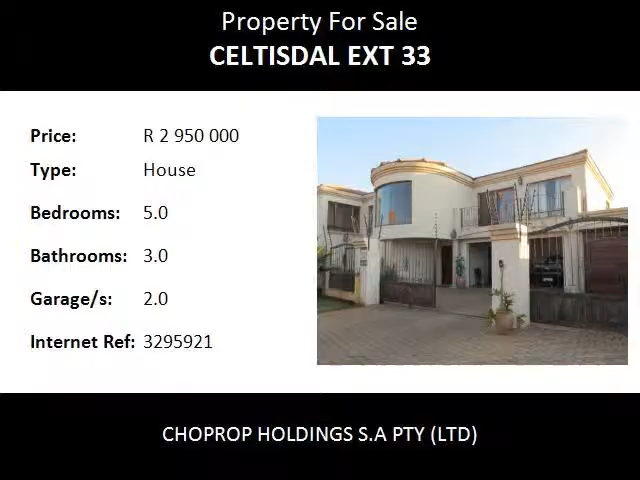 Property For Sale
CELTISDAL EXT 33
Price: R 2 950 000
Type: House
Bedrooms: 5.0
Bathrooms: 3.0
Garage/s: 2.0
Internet Ref: 3295921
CHOPROP HOLDINGS S.A PTY (LTD)